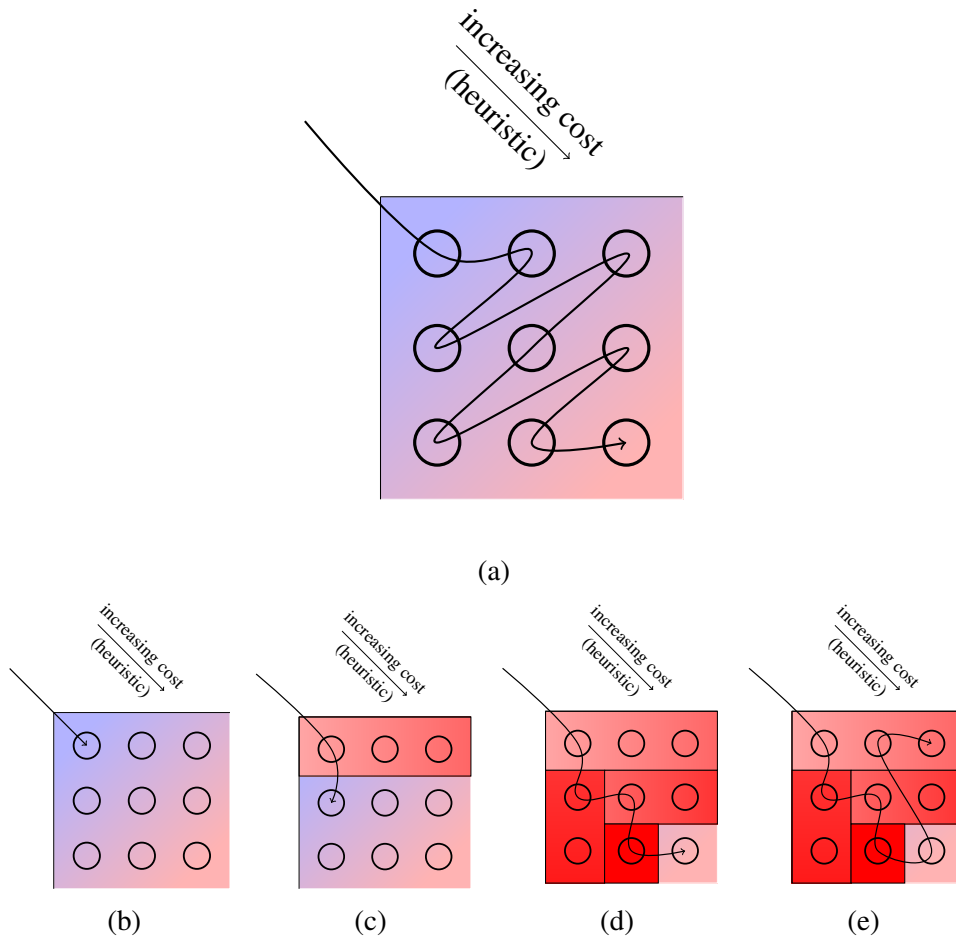 increasing cost
(heuristic)
(a)
increasing cost
(heuristic)
increasing cost
(heuristic)
increasing cost
(heuristic)
increasing cost
(heuristic)
(b)
(c)
(d)
(e)